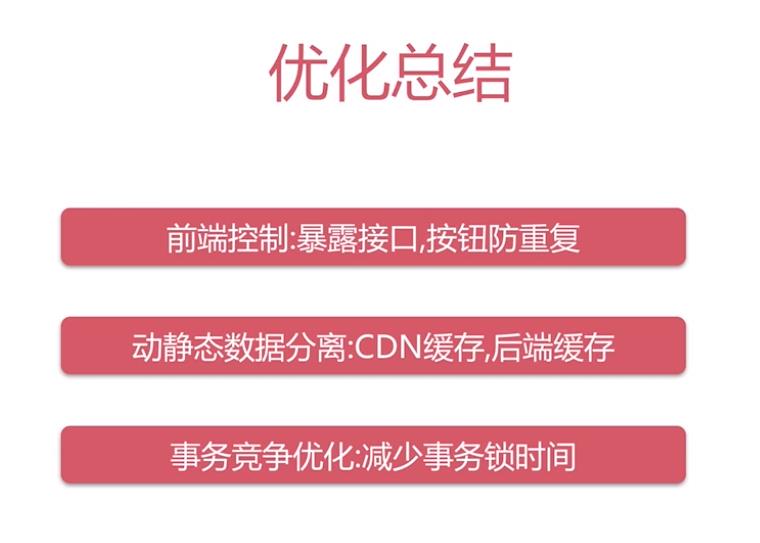 优化总结
前端控制:暴露接口,按钮防重复
动静态数据分离:CDN缓存,后端缓存
事务竞争优化:减少事务锁时间